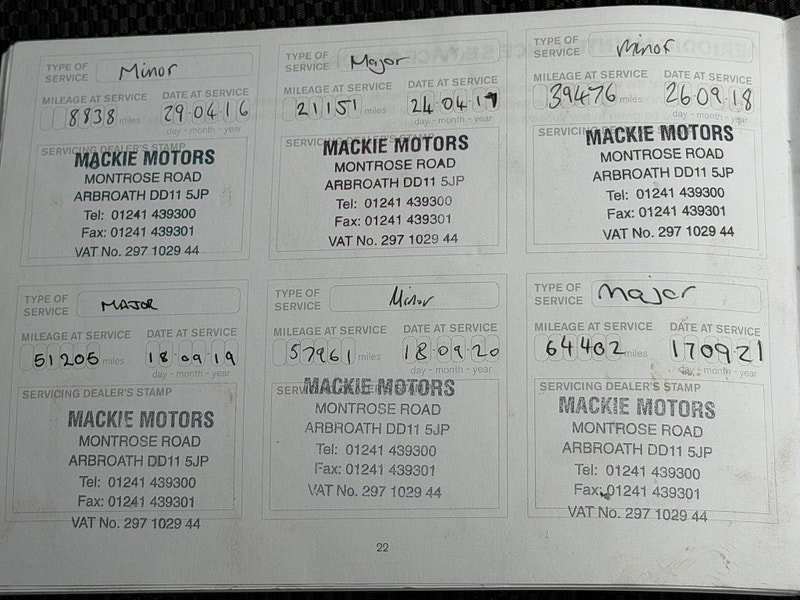 TYPE OF SERVICE Minor
MILEAGE AT SERVICE DATE AT SERVICE
8838 miles 29 04 16
day - month - year
SERVICING DEALER'S STAMP
MACKIE MOTORS
MONTROSE ROAD
ARBROATH DD11 5JP
Tel: 01241 439300
Fax: 01241 439301
VAT No. 297 1029 44
TYPE OF SERVICE Major
MILEAGE AT SERVICE DATE AT SERVICE
21151 miles 24 04 17
day - month - year
SERVICING DEALER'S STAMP
MACKIE MOTORS
MONTROSE ROAD
ARBROATH DD11 5JP
Tel: 01241 439300
Fax: 01241 439301
VAT No. 297 1029 44
TYPE OF SERVICE Minor
MILEAGE AT SERVICE DATE AT SERVICE
39476 miles 26 09 18
day - month - year
SERVICING DEALER'S STAMP
MACKIE MOTORS
MONTROSE ROAD
ARBROATH DD11 5JP
Tel: 01241 439300
Fax: 01241 439301
VAT No. 297 1029 44
TYPE OF SERVICE MAJOR
MILEAGE AT SERVICE DATE AT SERVICE
51205 miles 18 09 19
day - month - year
SERVICING DEALER'S STAMP
MACKIE MOTORS
MONTROSE ROAD
ARBROATH DD11 5JP
Tel: 01241 439300
Fax: 01241 439301
VAT No. 297 1029 44
TYPE OF SERVICE Minor
MILEAGE AT SERVICE DATE AT SERVICE
57961 miles 18 09 20
day - month - year
SERVICING DEALER'S STAMP
MACKIE MOTORS
MONTROSE ROAD
ARBROATH DD11 5JP
Tel: 01241 439300
Fax: 01241 439301
VAT No. 297 1029 44
TYPE OF SERVICE Major
MILEAGE AT SERVICE DATE AT SERVICE
64402 miles 17 09 21
day - month - year
SERVICING DEALER'S STAMP
MACKIE MOTORS
MONTROSE ROAD
ARBROATH DD11 5JP
Tel: 01241 439300
Fax: 01241 439301
VAT No. 297 1029 44
22